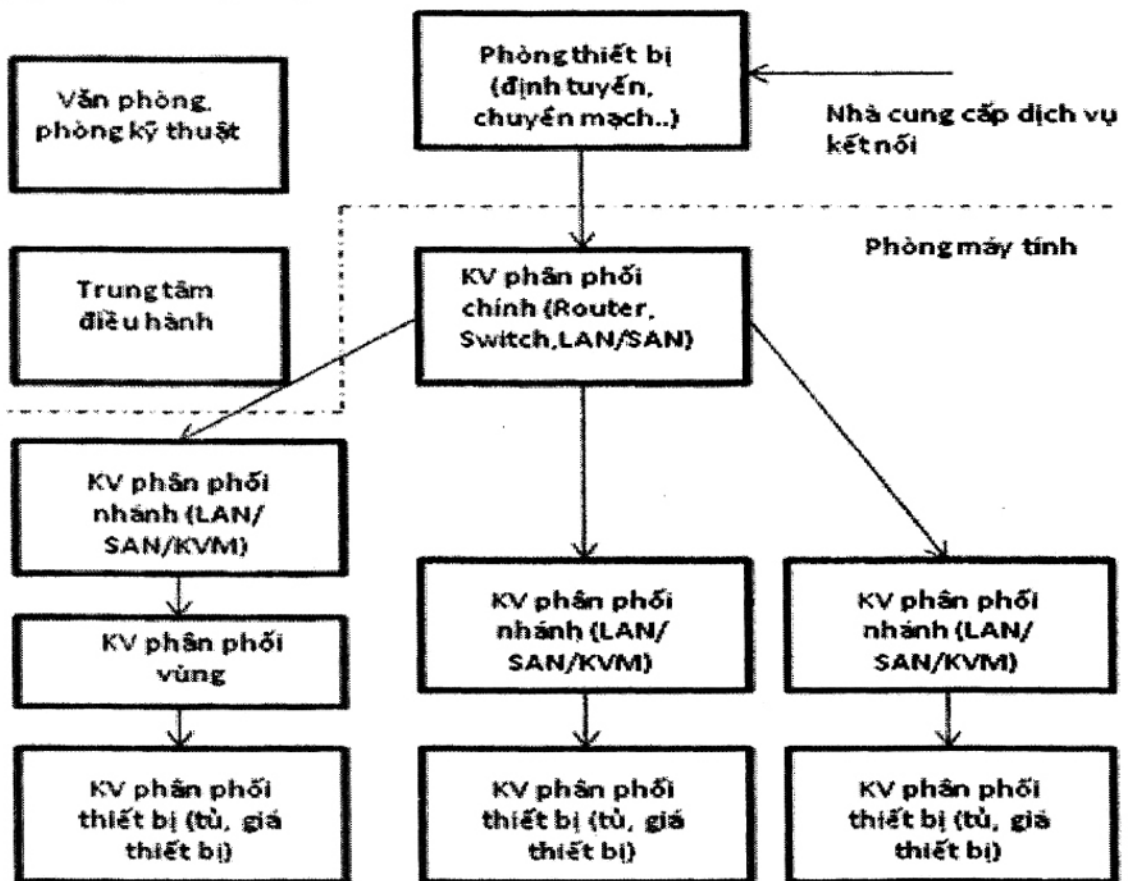 Phòng thiết bị
(định tuyến,
chuyển mạch..)
Văn phòng,
phòng kỹ thuật
Nhà cung cấp dịch vụ
kết nối
Phòng máy tính
Trung tâm
điều hành
KV phân phối
chính (Router,
Switch,LAN/SAN)
KV phân phối
nhánh (LAN/
SAN/KVM)
KV phân phối
nhánh (LAN/
SAN/KVM)
KV phân phối
nhánh (LAN/
SAN/KVM)
KV phân phối
vùng
KV phân phối
thiết bị (tủ, giá
thiết bị)
KV phân phối
thiết bị (tủ, giá
thiết bị)
KV phân phối
thiết bị (tủ, giá
thiết bị)